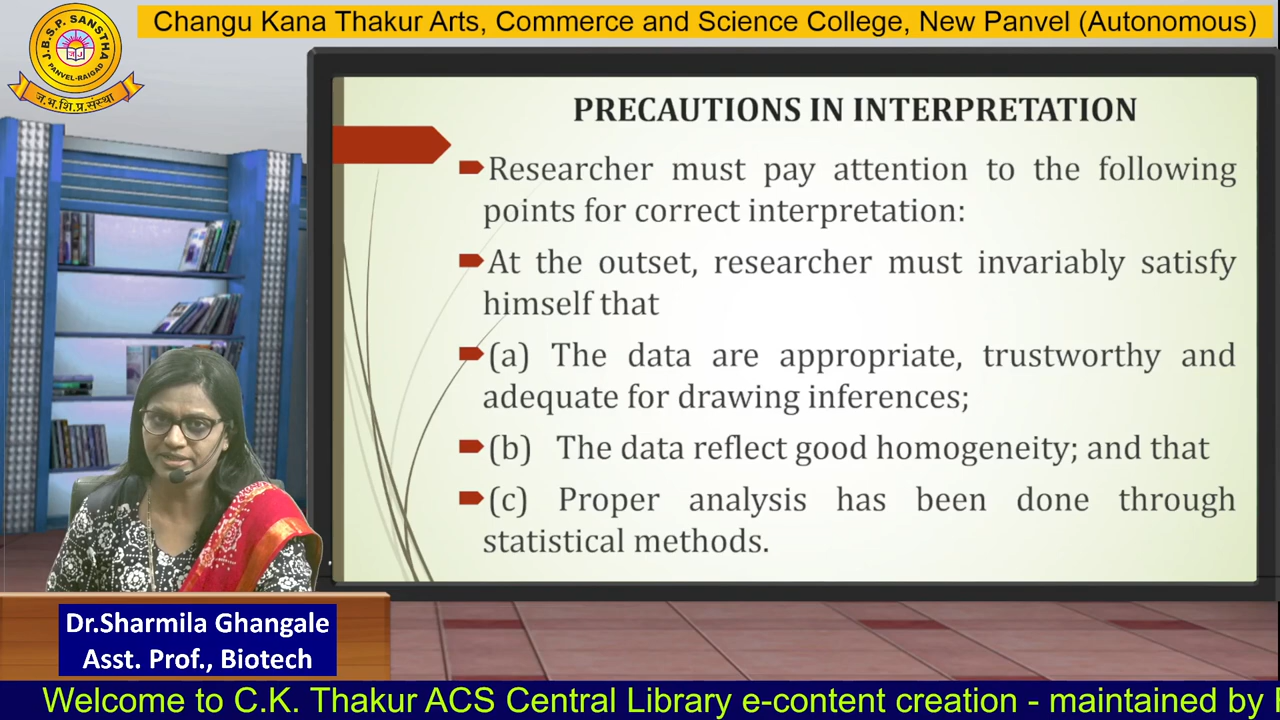 Changu Kana Thakur Arts, Commerce and Science College, New Panvel (Autonomous)
J.B.S.P. SANSTHA
PANVEL-RAIGAD
ज.भ.शि.प्र.संस्था
PRECAUTIONS IN INTERPRETATION
Researcher must pay attention to the following
points for correct interpretation:
At the outset, researcher must invariably satisfy
himself that
(a) The data are appropriate, trustworthy and
adequate for drawing inferences;
(b) The data reflect good homogeneity; and that
(c) Proper analysis has been done through
statistical methods.
Dr.Sharmila Ghangale
Asst. Prof., Biotech
Welcome to C.K. Thakur ACS Central Library e-content creation - maintained by